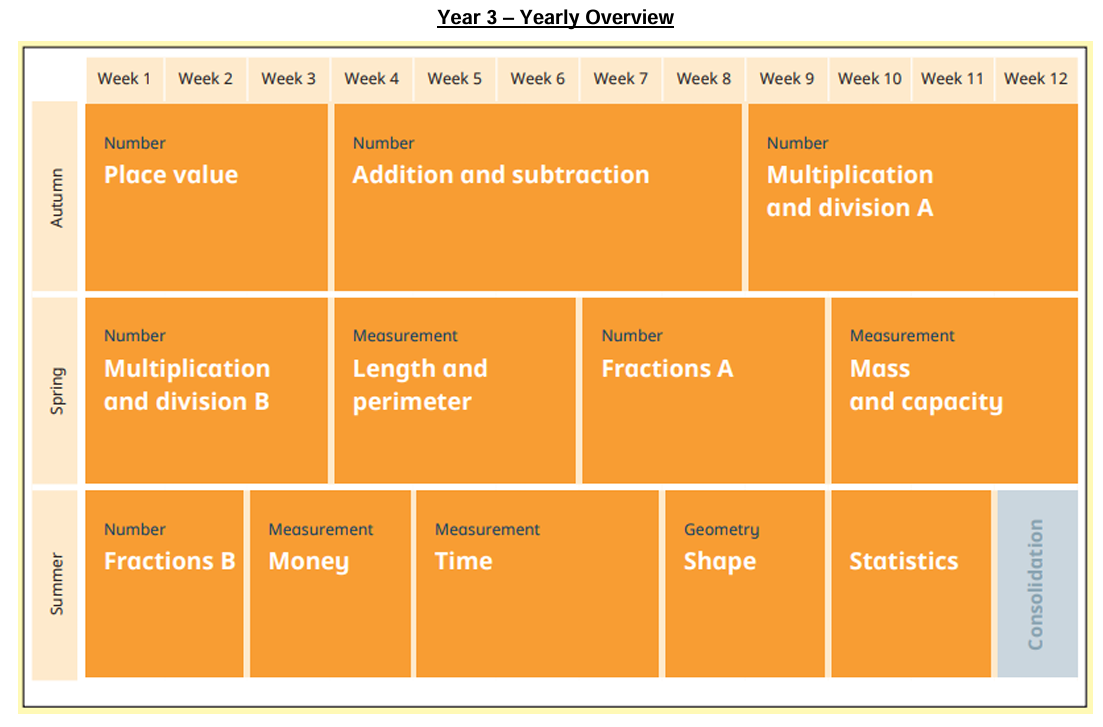 Year 3 – Yearly Overview
Week 1 Week 2 Week 3 Week 4 Week 5 Week 6 Week 7 Week 8 Week 9 Week 10 Week 11 Week 12
Autumn
Number
Place value
Number
Addition and subtraction
Number
Multiplication
and division A
Spring
Number
Multiplication
and division B
Measurement
Length and
perimeter
Number
Fractions A
Measurement
Mass
and capacity
Summer
Number
Fractions B
Measurement
Money
Measurement
Time
Geometry
Shape
Statistics
Consolidation